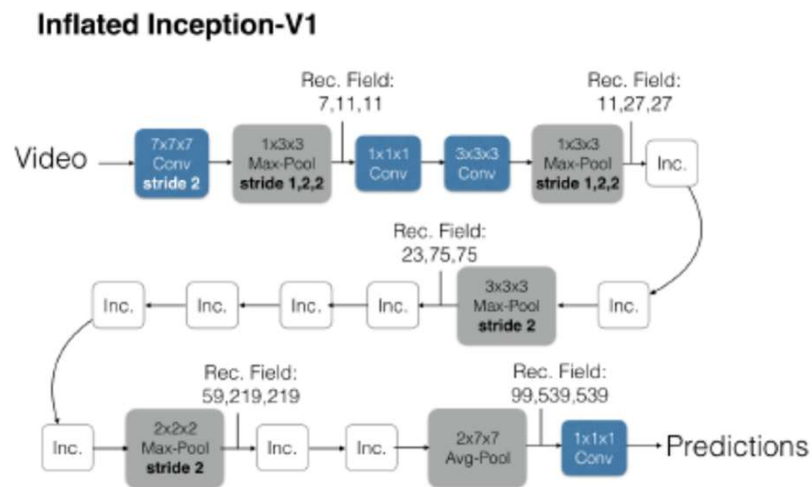 Inflated Inception-V1
Rec. Field:
7,11,11
Rec. Field:
11,27,27
Video
7x7x7
Conv
stride 2
1x3x3
Max-Pool
stride 1,2,2
1x1x1
Conv
3x3x3
Conv
1x3x3
Max-Pool
stride 1,2,2
Inc.
Rec. Field:
23,75,75
Inc.
Inc.
Inc.
Inc.
3x3x3
Max-Pool
stride 2
Inc.
Rec. Field:
59,219,219
Rec. Field:
99,539,539
Inc.
2x2x2
Max-Pool
stride 2
Inc.
Inc.
2x7x7
Avg-Pool
1x1x1
Conv
Predictions